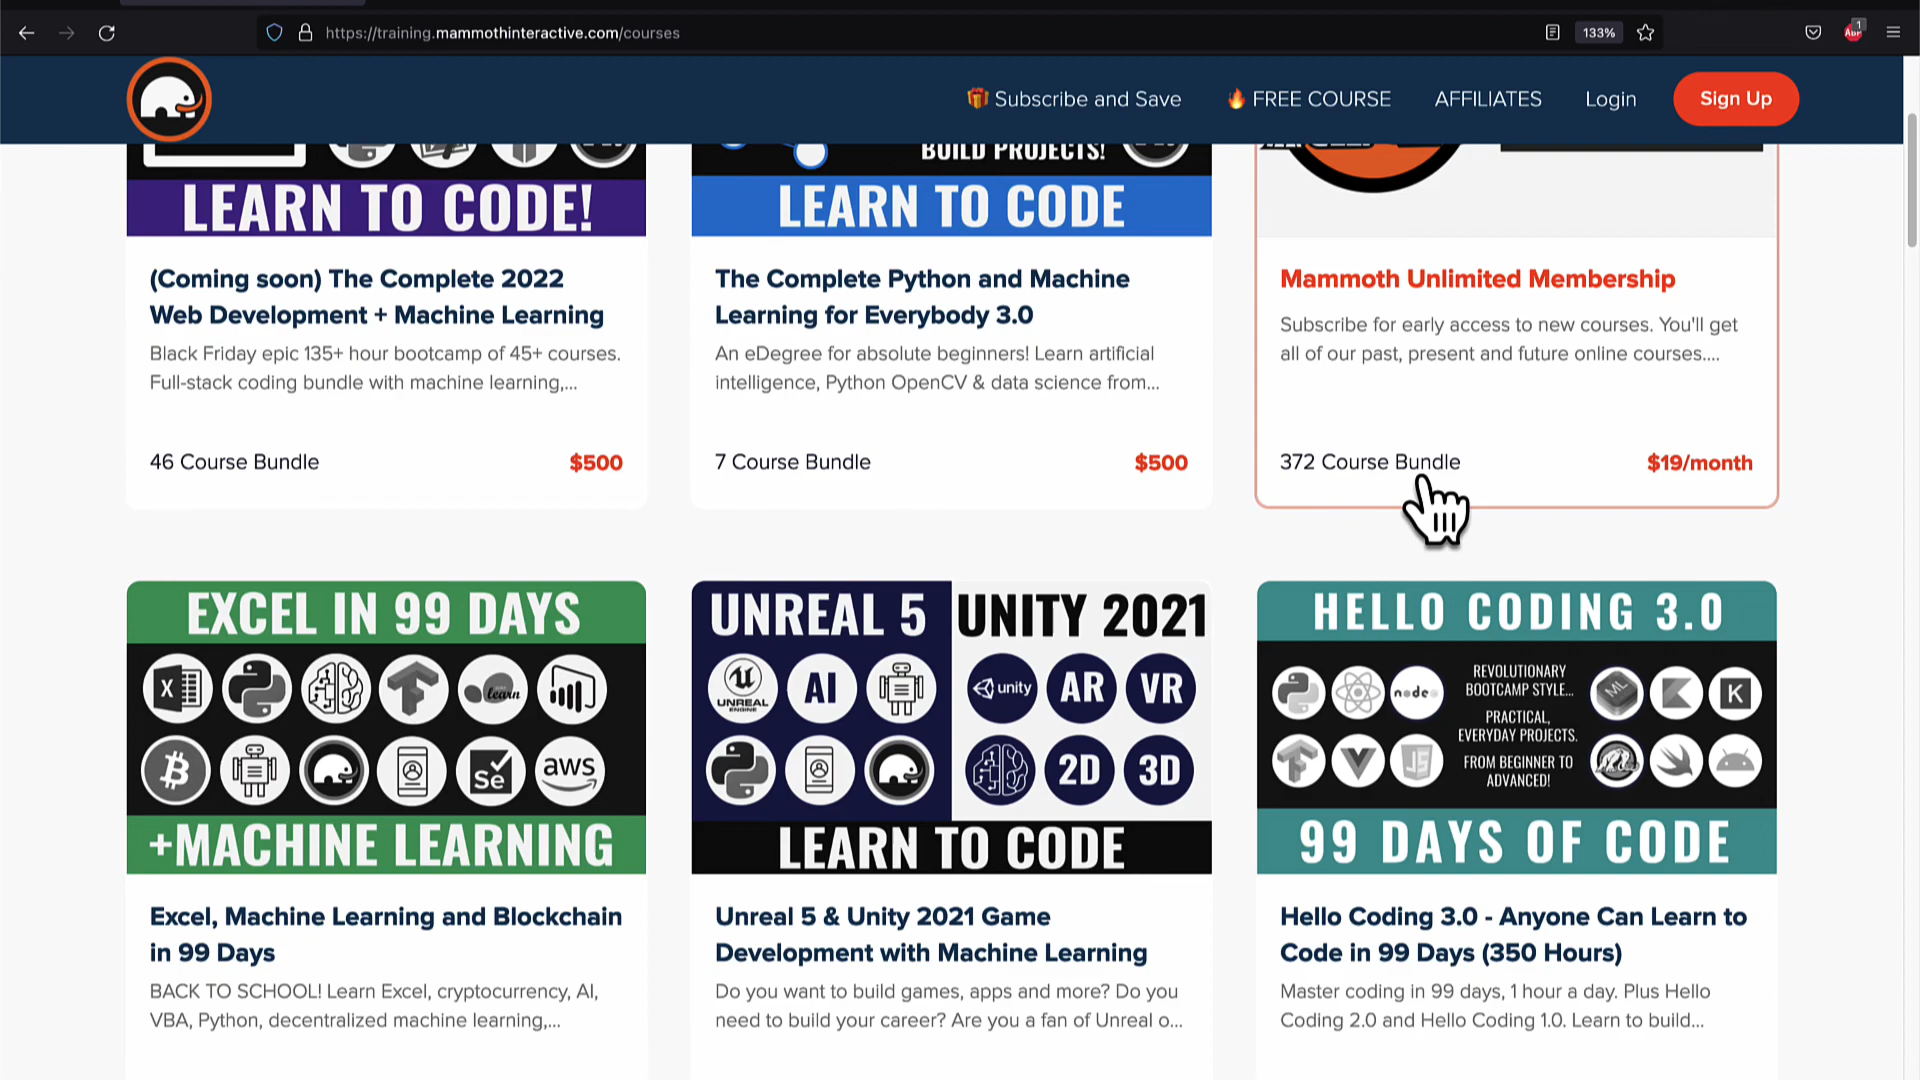 https://training.mammothinteractive.com/courses
133%
1
ABP
Subscribe and Save
FREE COURSE
AFFILIATES
Login
Sign Up
BUILD PROJECTS!
LEARN TO CODE!
LEARN TO CODE
(Coming soon) The Complete 2022
Web Development + Machine Learning
Black Friday epic 135+ hour bootcamp of 45+ courses.
Full-stack coding bundle with machine learning,...
46 Course Bundle
$500
The Complete Python and Machine
Learning for Everybody 3.0
An eDegree for absolute beginners! Learn artificial
intelligence, Python OpenCV & data science from...
7 Course Bundle
$500
Mammoth Unlimited Membership
Subscribe for early access to new courses. You'll get
all of our past, present and future online courses....
372 Course Bundle
$19/month
EXCEL IN 99 DAYS
X
learn
Se
aws
+MACHINE LEARNING
Excel, Machine Learning and Blockchain
in 99 Days
BACK TO SCHOOL! Learn Excel, cryptocurrency, AI,
VBA, Python, decentralized machine learning,...
UNREAL 5
UNITY 2021
UNREAL
ENGINE
AI
unity
AR
VR
2D
3D
LEARN TO CODE
Unreal 5 & Unity 2021 Game
Development with Machine Learning
Do you want to build games, apps and more? Do you
need to build your career? Are you a fan of Unreal o...
HELLO CODING 3.0
node
REVOLUTIONARY
BOOTCAMP STYLE...
PRACTICAL,
EVERYDAY PROJECTS.
FROM BEGINNER TO
ADVANCED!
ML
K
JS
99 DAYS OF CODE
Hello Coding 3.0 - Anyone Can Learn to
Code in 99 Days (350 Hours)
Master coding in 99 days, 1 hour a day. Plus Hello
Coding 2.0 and Hello Coding 1.0. Learn to build...